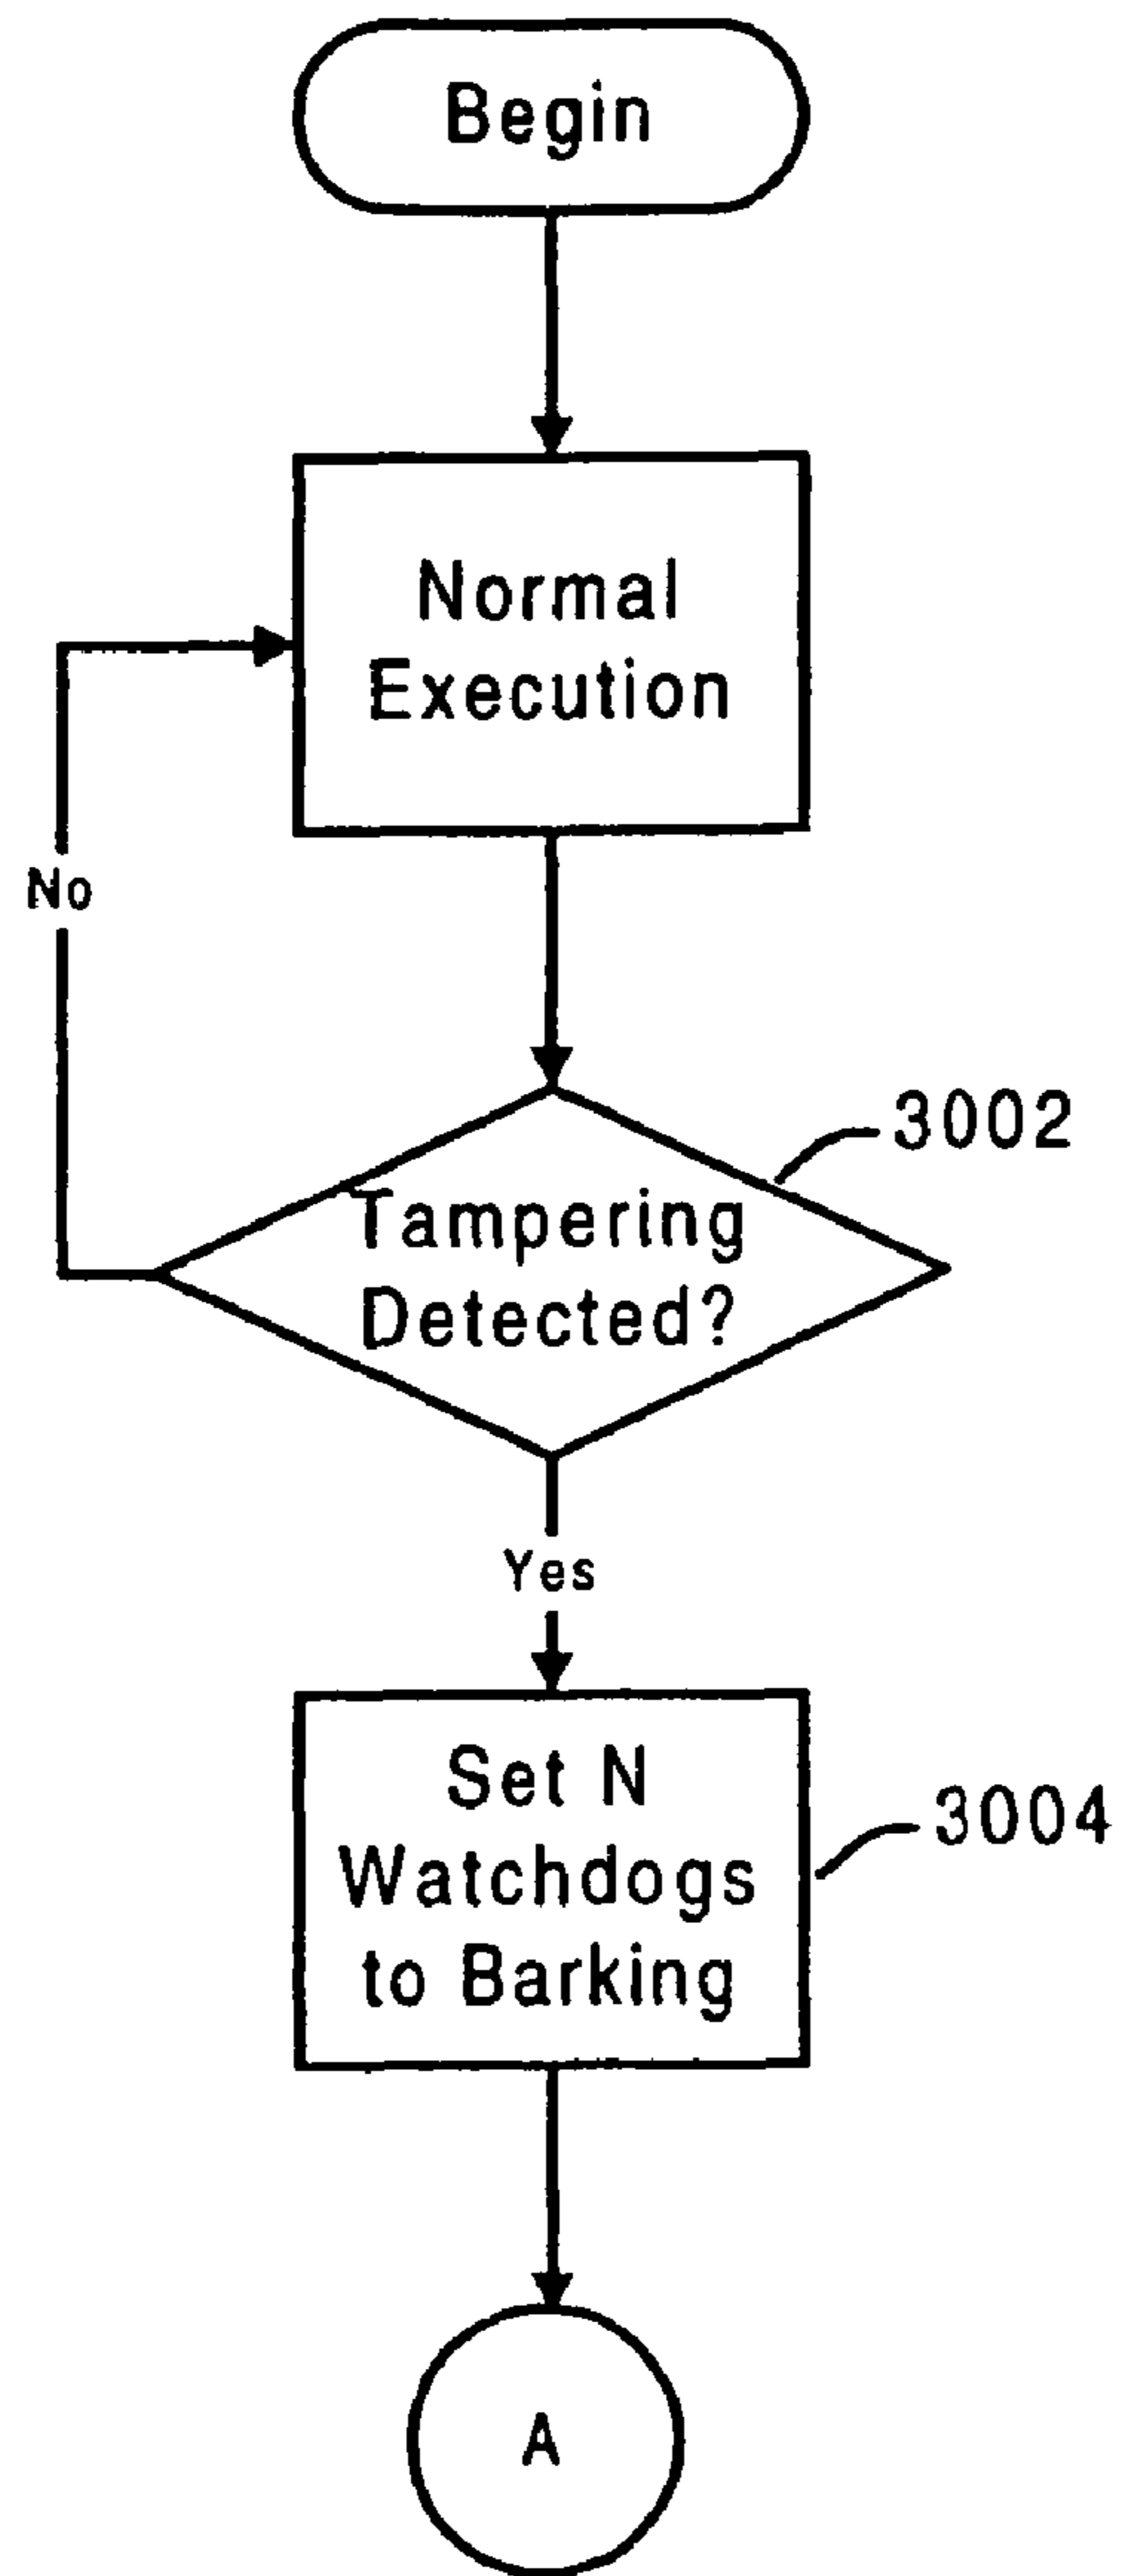 Begin
Normal
Execution
No
3002
Tampering
Detected?
Yes
Set N
Watchdogs
to Barking
3004
A